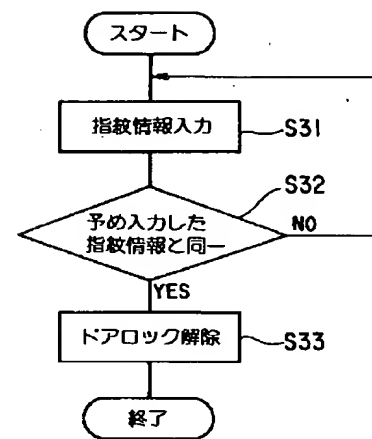 スタート
指紋情報入力
S31
S32
予め入力した
指紋情報と同一
NO
YES
ドアロック解除
S33
終了